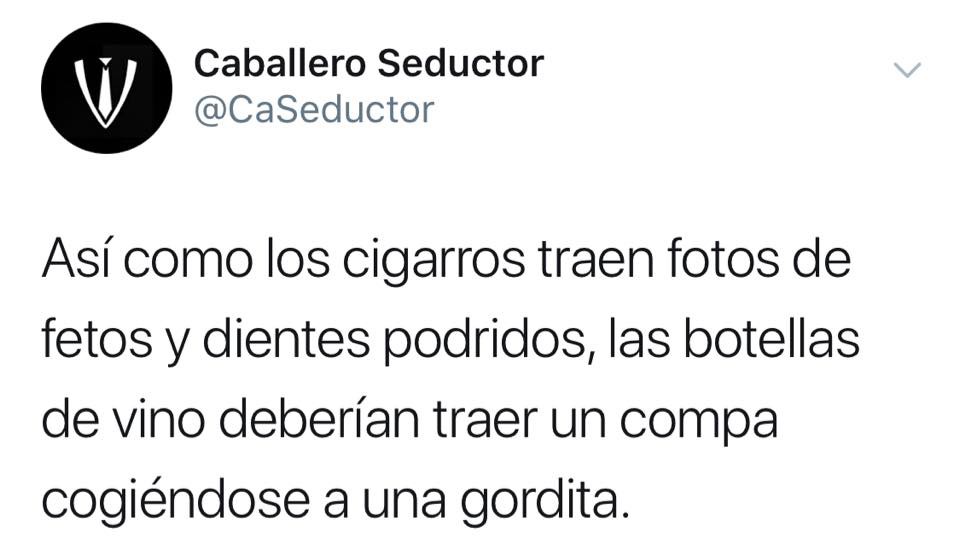 Caballero Seductor
@CaSeductor
Así como los cigarros traen fotos de
fetos y dientes podridos, las botellas
de vino deberían traer un compa
cogiéndose a una gordita.